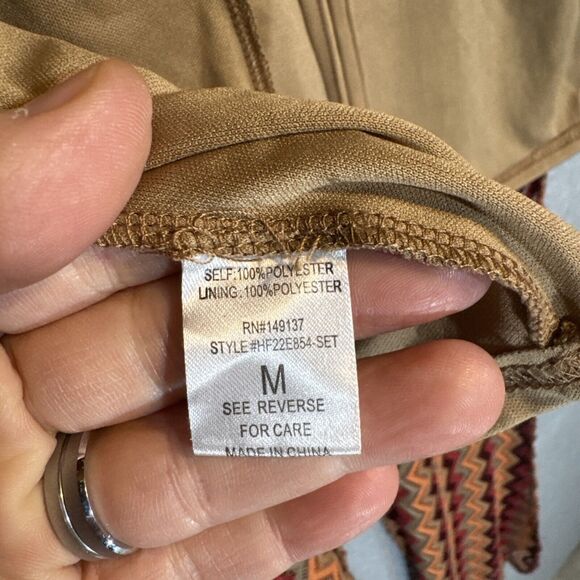 SELF:100%POLYESTER
LINING:100%POLYESTER
RN#149137
STYLE#HF22E854-SET
M
SEE REVERSE
FOR CARE
MADE IN CHINA